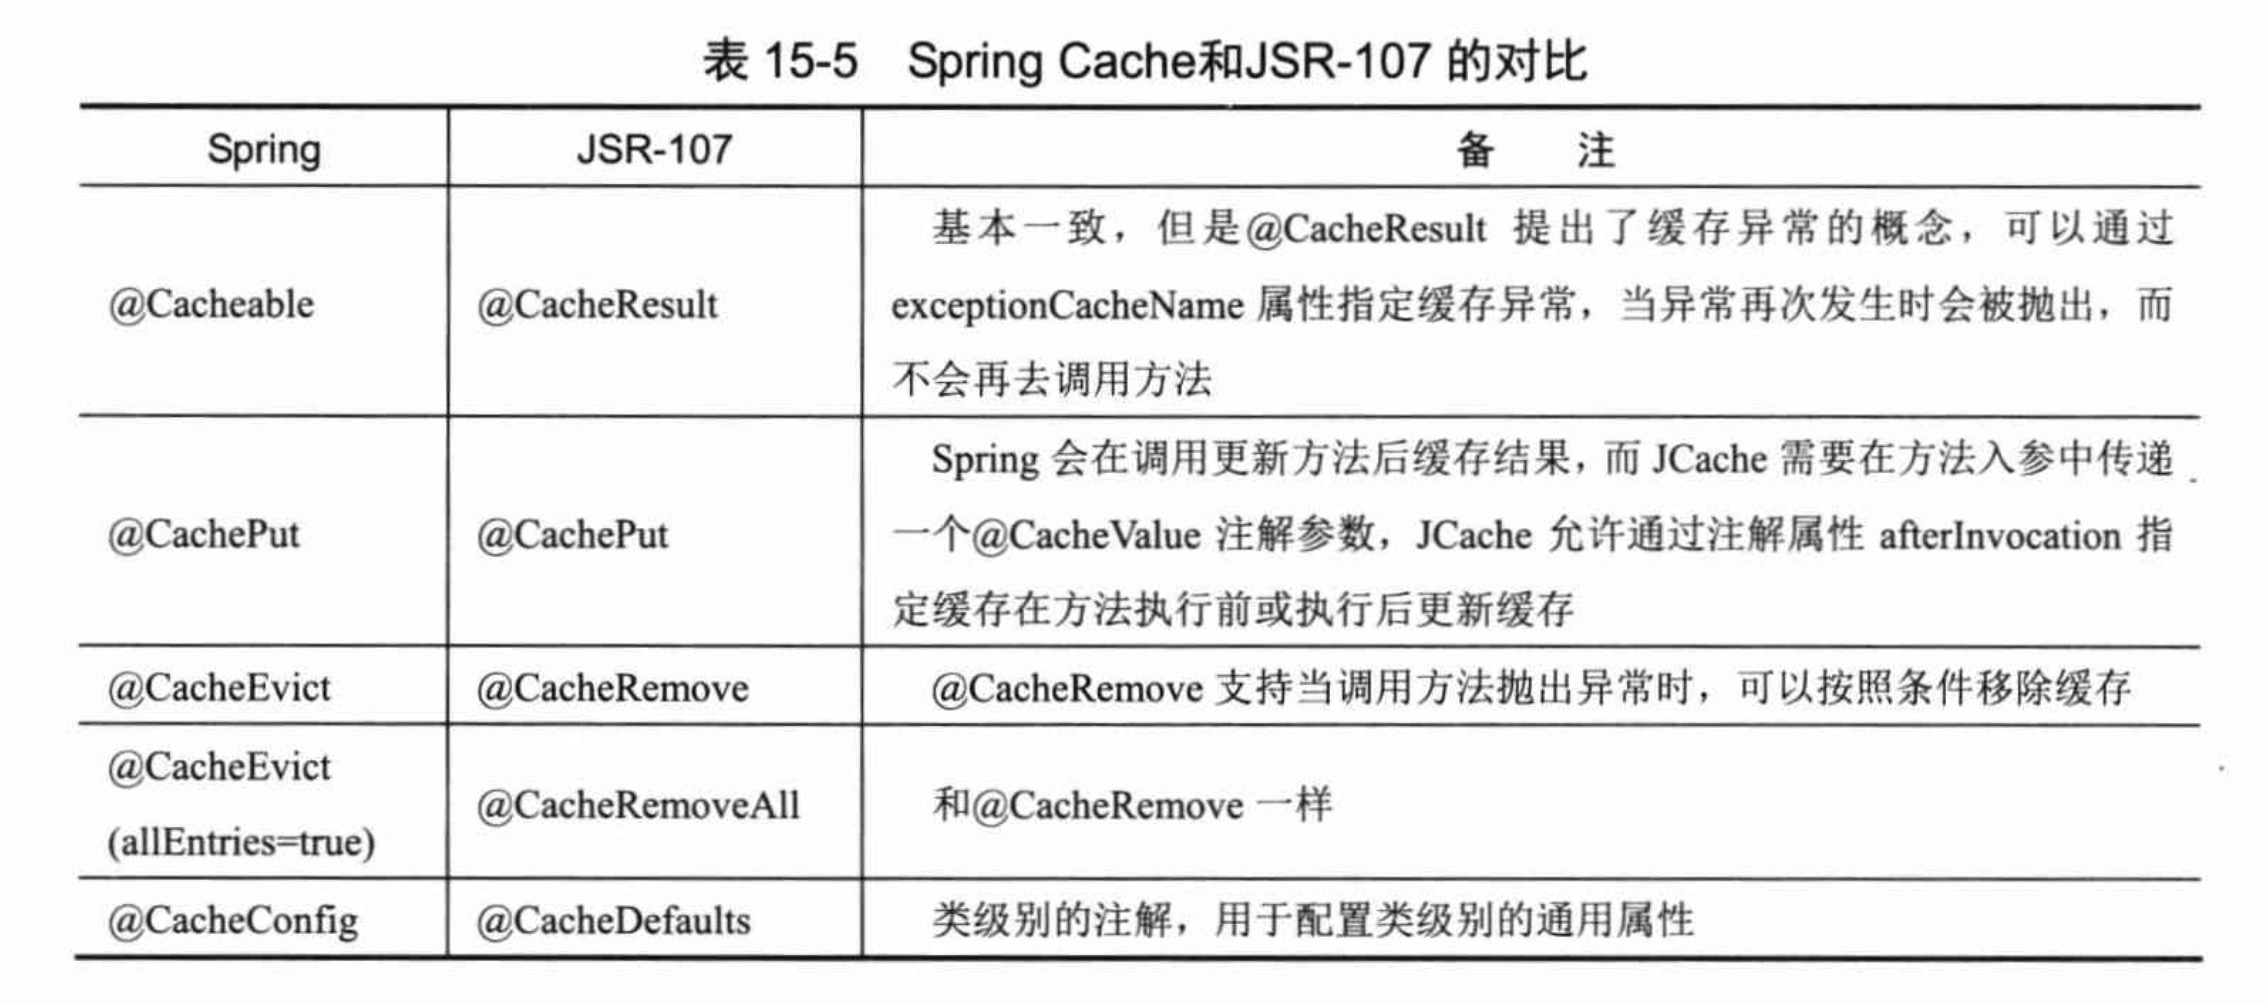 表 15-5 Spring Cache和JSR-107 的对比
Spring JSR-107 备 注
@Cacheable @CacheResult 基本一致，但是@CacheResult 提出了缓存异常的概念，可以通过
exceptionCacheName 属性指定缓存异常，当异常再次发生时会被抛出，而
不会再去调用方法
@CachePut @CachePut Spring 会在调用更新方法后缓存结果，而 JCache 需要在方法入参中传递
一个@CacheValue 注解参数，JCache 允许通过注解属性 afterInvocation 指
定缓存在方法执行前或执行后更新缓存
@CacheEvict @CacheRemove @CacheRemove 支持当调用方法抛出异常时，可以按照条件移除缓存
@CacheEvict
(allEntries=true) @CacheRemoveAll 和@CacheRemove 一样
@CacheConfig @CacheDefaults 类级别的注解，用于配置类级别的通用属性